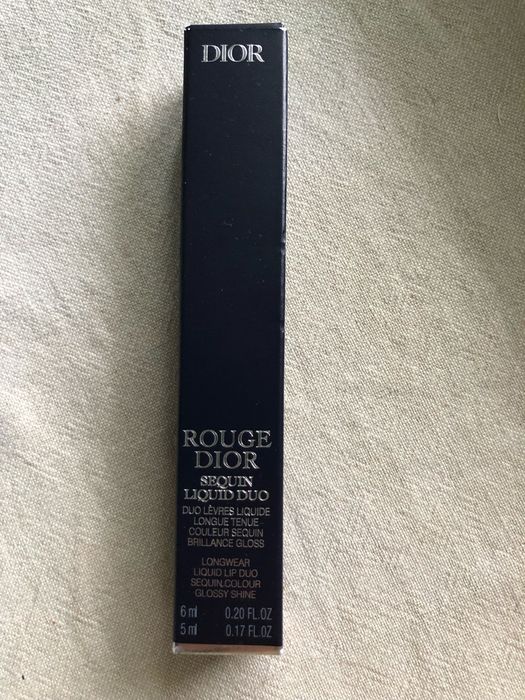 DIOR
ROUGE
DIOR
SEQUIN
LIQUID DUO
DUO LÈVRES LIQUIDE
LONGUE TENUE
COULEUR SEQUIN
BRILLANCE GLOSS
LONGWEAR
LIQUID LIP DUO
SEQUIN COLOUR
GLOSSY SHINE
6 ml 0.20 FL.OZ
5 ml 0.17 FL.OZ